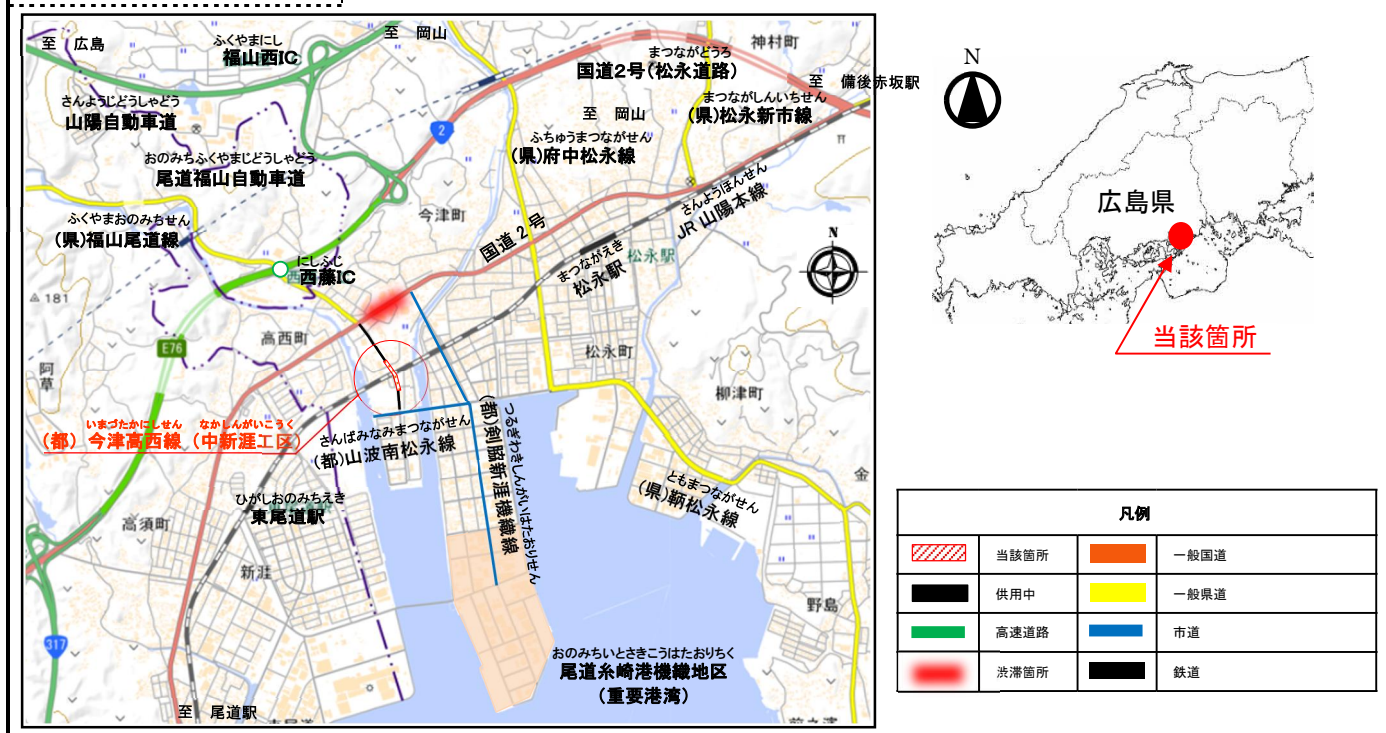 至 広島
ふくやまにし
福山西IC
至 岡山
まつながどうろ
国道2号(松永道路)
神村町
至 備後赤坂駅
さんようじどうしゃどう
山陽自動車道
まつながしんいちせん
(県)松永新市線
至 岡山
2
ふちゅうまつながせん
(県)府中松永線
おのみちふくやまじどうしゃどう
尾道福山自動車道
さんようほんせん
JR山陽本線
今津町
ふくやまおのみちせん
(県)福山尾道線
国道2号
N
にしふじ
西藤IC
まつながえき
松永駅
松永駅
181
高西町
E76
松永町
阿草
柳津町
いまづたかにしせん なかしんがいこうく
(都) 今津高西線 (中新涯工区)
さんばみなみまつながせん
(都)山波南松永線
つるぎわきしんがいはたおりせん
(都)剣脇新涯機織線
ともまつながせん
(県)鞆松永線
金
ひがしおのみちえき
東尾道駅
高須町
新涯
野島
317
おのみちいとさきこうはたおりちく
尾道糸崎港機織地区
(重要港湾)
至 尾道駅
N
広島県
当該箇所
凡例
当該箇所
一般国道
供用中
一般県道
高速道路
市道
渋滞箇所
鉄道